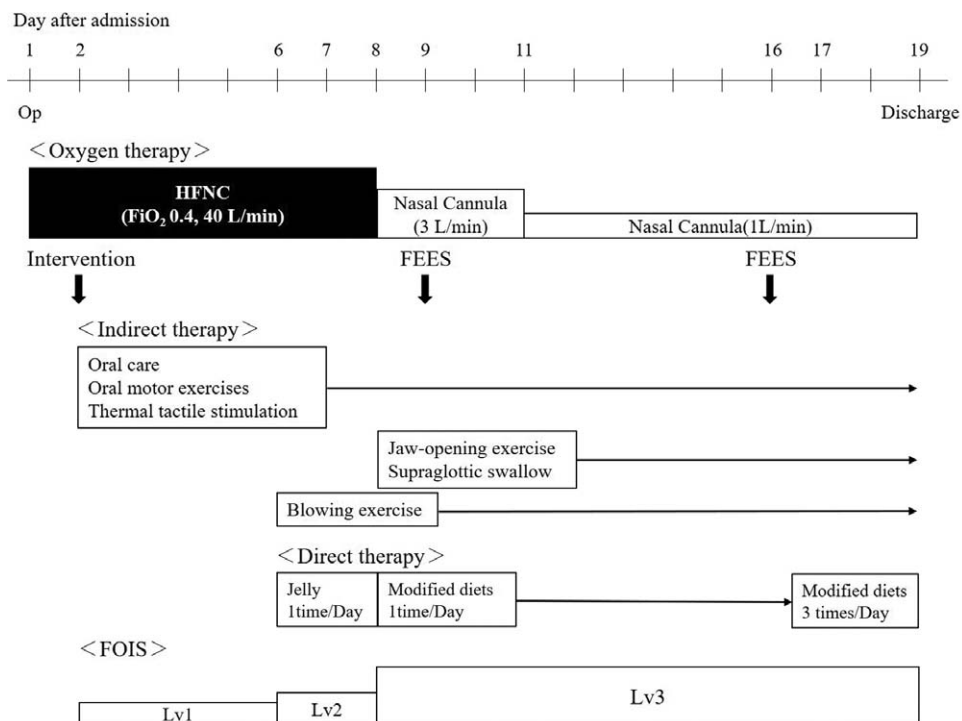 Day after admission
1 2 6 7 8 9 11 16 17 19
Op Discharge
<Oxygen therapy>
HFNC
(FiO₂ 0.4, 40 L/min)
Nasal Cannula
(3 L/min)
Nasal Cannula(1L/min)
Intervention FEES FEES
<Indirect therapy>
Oral care
Oral motor exercises
Thermal tactile stimulation
Jaw-opening exercise
Supraglottic swallow
Blowing exercise
<Direct therapy>
Jelly
1time/Day
Modified diets
1time/Day
Modified diets
3 times/Day
<FOIS>
Lv1 Lv2 Lv3